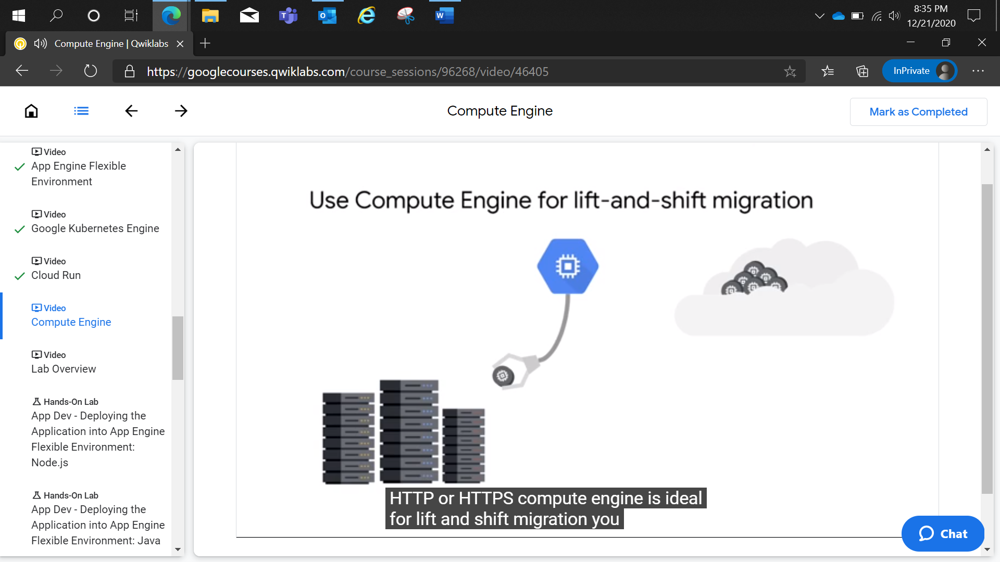 8:35 PM
12/21/2020
Compute Engine | Qwiklabs
https://googlecourses.qwiklabs.com/course_sessions/96268/video/46405
InPrivate
Compute Engine
Mark as Completed
Video
App Engine Flexible
Environment
Video
Google Kubernetes Engine
Video
Cloud Run
Video
Compute Engine
Video
Lab Overview
Hands-On Lab
App Dev - Deploying the
Application into App Engine
Flexible Environment:
Node.js
Hands-On Lab
App Dev - Deploying the
Application into App Engine
Flexible Environment: Java
Use Compute Engine for lift-and-shift migration
HTTP or HTTPS compute engine is ideal
for lift and shift migration you
Chat